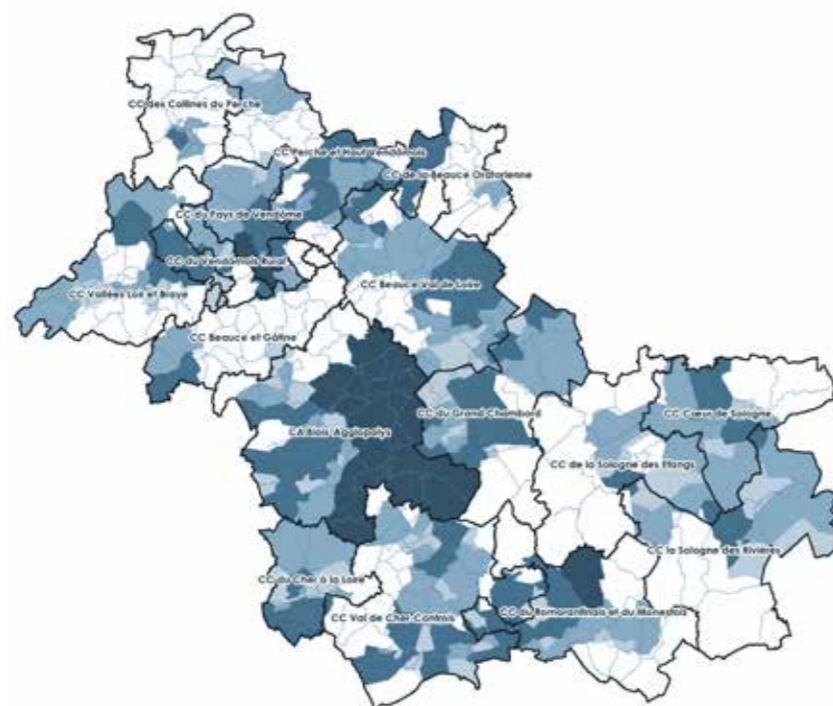 CC des Collines du Perche
CC Perche et Haut Vendômois
CC de la Beauce Oratorienne
CC du Pays de Vendôme
CC du Vendômois Rural
CC Vallées Loir et Braye
CC Beauce Val de Loire
CC Beauce et Gâtine
CC du Grand Chambord
CC Cœur de Sologne
CA Blois Agglopolys
CC de la Sologne des Etangs
CC la Sologne des Rivières
CC du Cher à la Loire
CC Val de Cher Controis
CC du Romorantinais et du Monestois